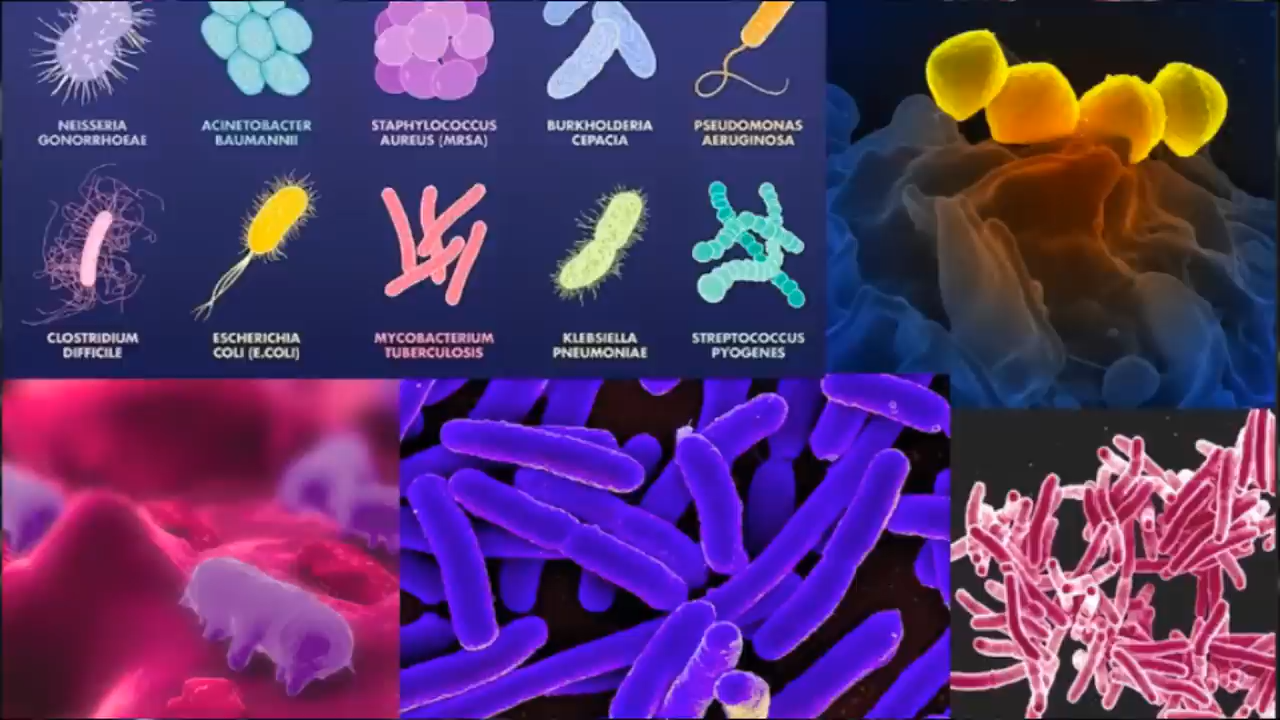 NEISSERIA
GONORRHOEAE
ACINETOBACTER
BAUMANNII
STAPHYLOCOCCUS
AUREUS (MRSA)
BURKHOLDERIA
CEPACIA
PSEUDOMONAS
AERUGINOSA
CLOSTRIDIUM
DIFFICILE
ESCHERICHIA
COLI (E.COLI)
MYCOBACTERIUM
TUBERCULOSIS
KLEBSIELLA
PNEUMONIAE
STREPTOCOCCUS
PYOGENES